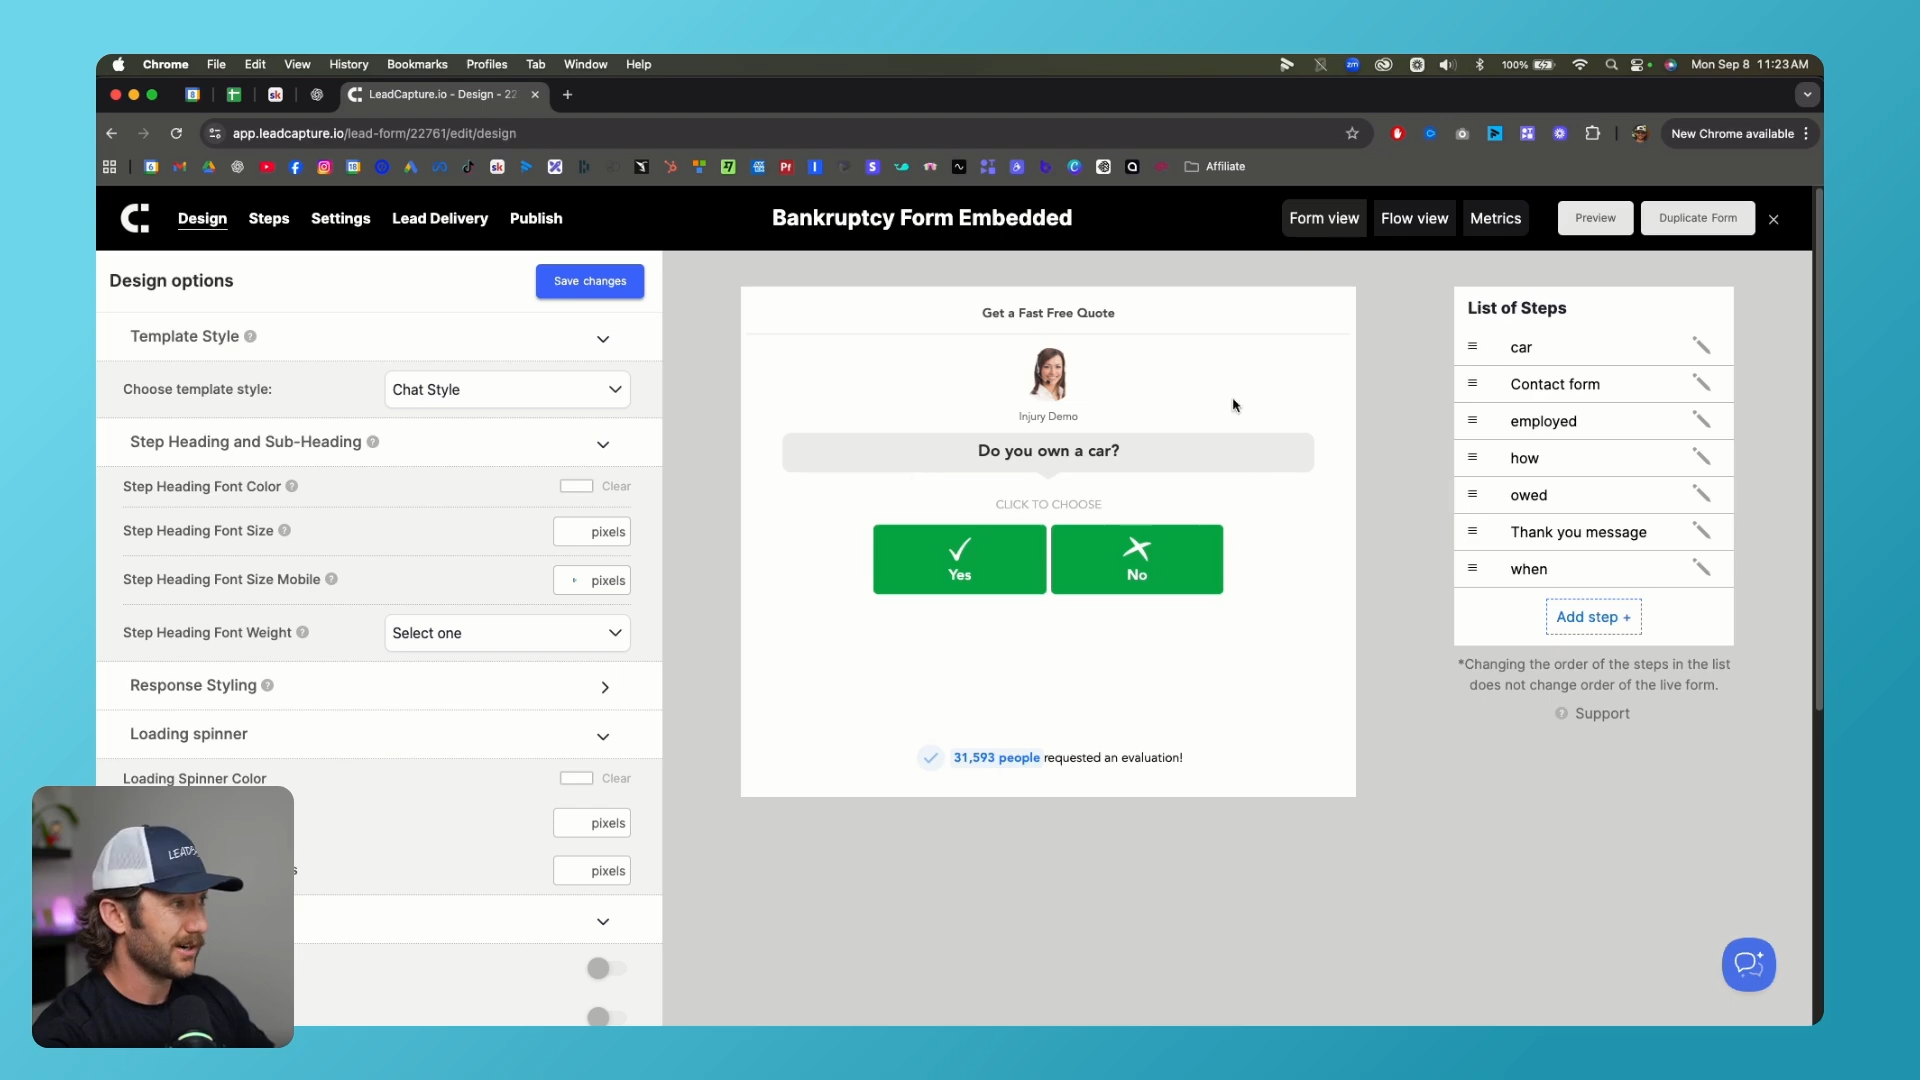 Chrome File Edit View History Bookmarks Profiles Tab Window Help
zm 100% Mon Sep 8 11:23AM
LeadCapture.io - Design - 22
app.leadcapture.io/lead-form/22761/edit/design
New Chrome available
Affiliate
Design Steps Settings Lead Delivery Publish
Bankruptcy Form Embedded
Form view Flow view Metrics Preview Duplicate Form
Design options
Save changes
Template Style
Choose template style:
Chat Style
Step Heading and Sub-Heading
Step Heading Font Color
Clear
Step Heading Font Size
pixels
Step Heading Font Size Mobile
pixels
Step Heading Font Weight
Select one
Response Styling
Loading spinner
Loading Spinner Color
Clear
pixels
s
pixels
Get a Fast Free Quote
Injury Demo
Do you own a car?
CLICK TO CHOOSE
Yes
No
31,593 people requested an evaluation!
List of Steps
car
Contact form
employed
how
owed
Thank you message
when
Add step +
*Changing the order of the steps in the list
does not change order of the live form.
Support